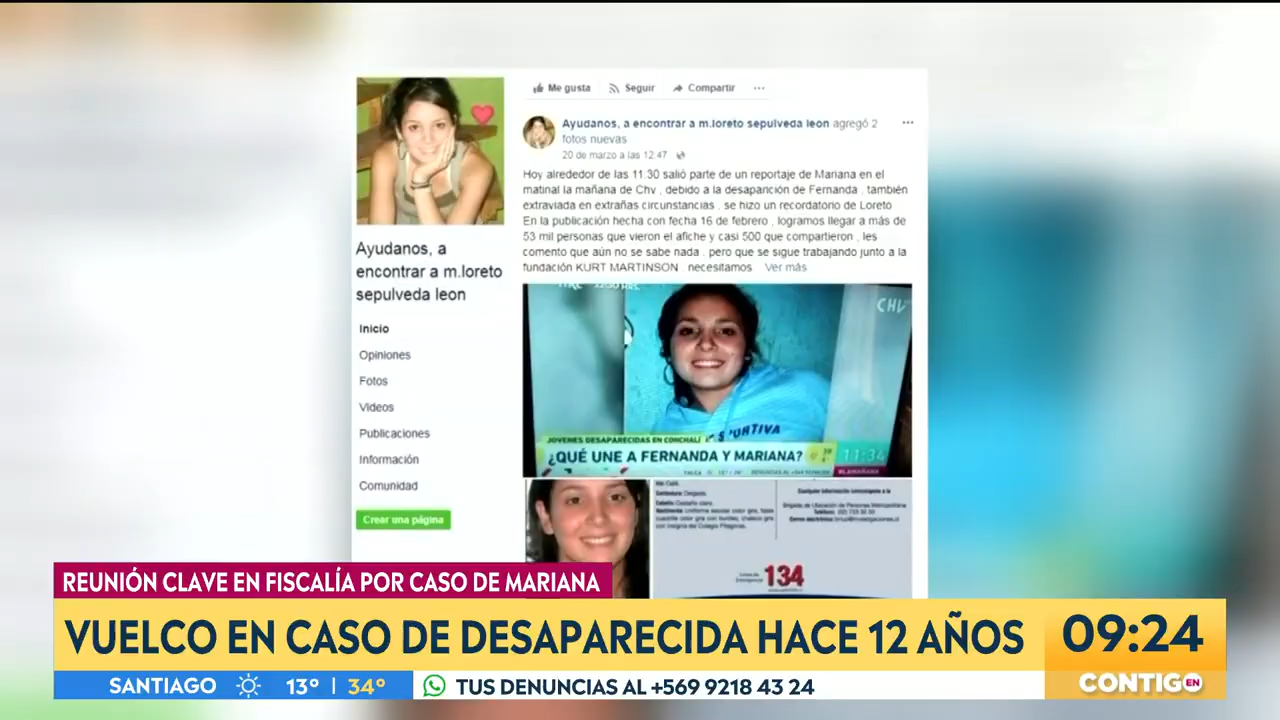 Me gusta Seguir Compartir ...
Ayudanos, a encontrar a m.loreto sepulveda leon agregó 2
fotos nuevas
20 de marzo a las 12:47
Hoy alrededor de las 11:30 salió parte de un reportaje de Mariana en el
matinal la mañana de Chv , debido a la desaparición de Fernanda , también
extraviada en extrañas circunstancias , se hizo un recordatorio de Loreto
En la publicación hecha con fecha 16 de febrero , logramos llegar a más de
53 mil personas que vieron el afiche y casi 500 que compartieron , les
comento que aún no se sabe nada , pero que se sigue trabajando junto a la
fundación KURT MARTINSON , necesitamos Ver más
Ayudanos, a
encontrar a m.loreto
sepulveda leon
Inicio
Opiniones
Fotos
Videos
Publicaciones
Información
Comunidad
Crear una página
CHV
JOVENES DESAPARECIDAS EN CONCHALÍ
¿QUÉ UNE A FERNANDA Y MARIANA?
11:34
134
REUNIÓN CLAVE EN FISCALÍA POR CASO DE MARIANA
VUELCO EN CASO DE DESAPARECIDA HACE 12 AÑOS
09:24
SANTIAGO 13° | 34°
TUS DENUNCIAS AL +569 9218 43 24
CONTIGO EN